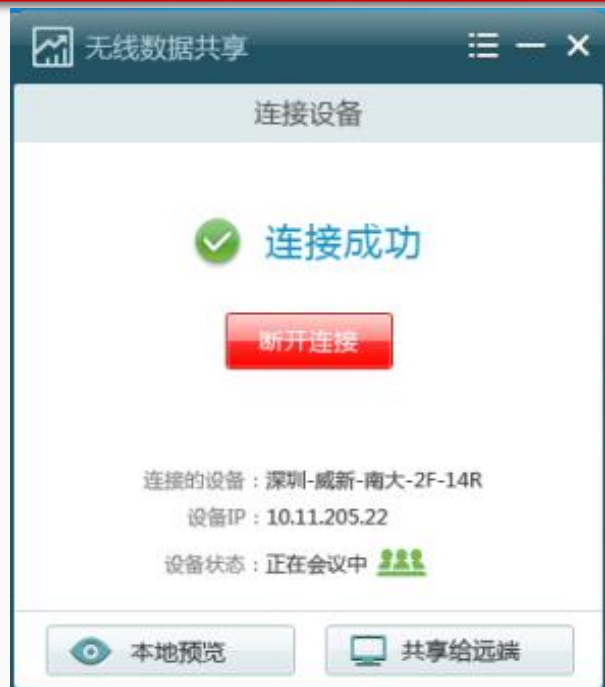 无线数据共享
连接设备
连接成功
断开连接
连接的设备：深圳-威新-南大-2F-14R
设备IP：10.11.205.22
设备状态：正在会议中
本地预览
共享给远端